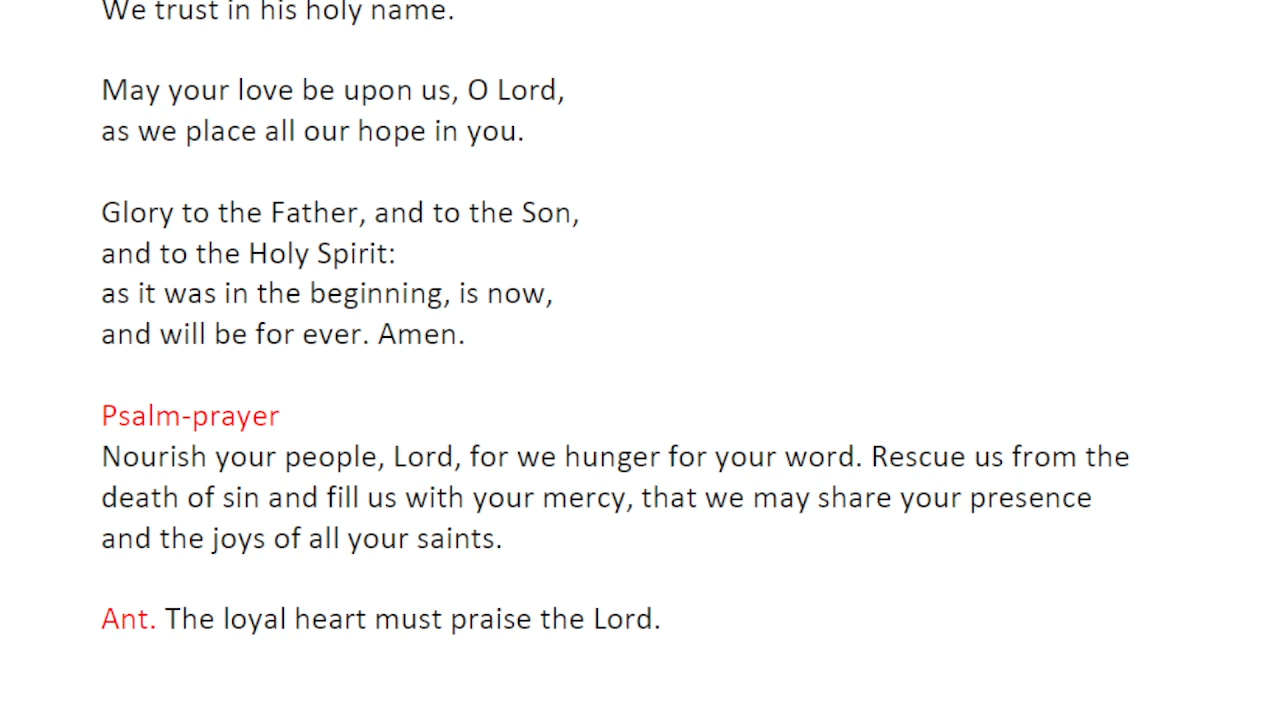 We trust in his holy name.
May your love be upon us, O Lord,
as we place all our hope in you.
Glory to the Father, and to the Son,
and to the Holy Spirit:
as it was in the beginning, is now,
and will be for ever. Amen.
Psalm-prayer
Nourish your people, Lord, for we hunger for your word. Rescue us from the
death of sin and fill us with your mercy, that we may share your presence
and the joys of all your saints.
Ant. The loyal heart must praise the Lord.